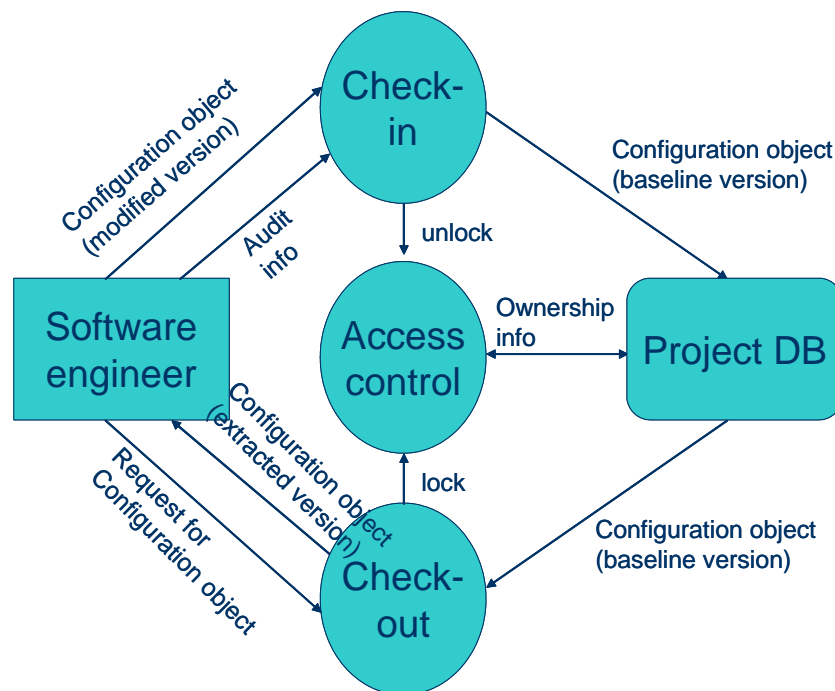 Check-
in
Configuration object
(modified version)
Audit
info
Configuration object
(baseline version)
unlock
Software
engineer
Access
control
Ownership
info
Project DB
Configuration object
(extracted version)
Request for
Configuration object
lock
Check-
out
Configuration object
(baseline version)